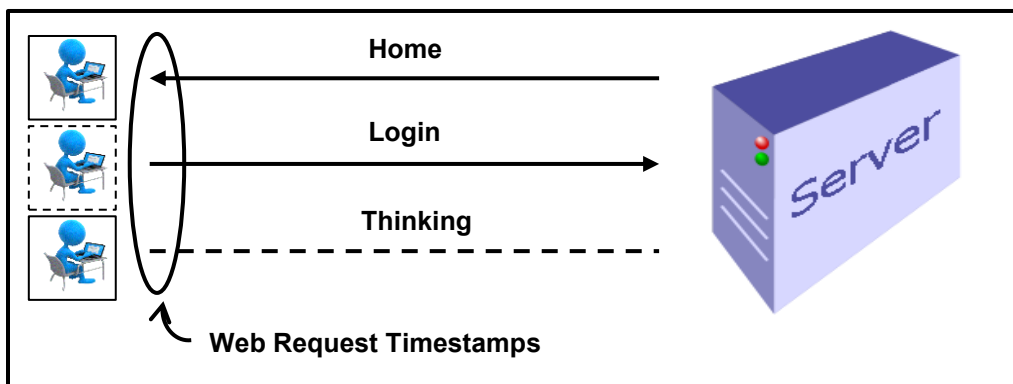 Home
Login
Server
Thinking
Web Request Timestamps